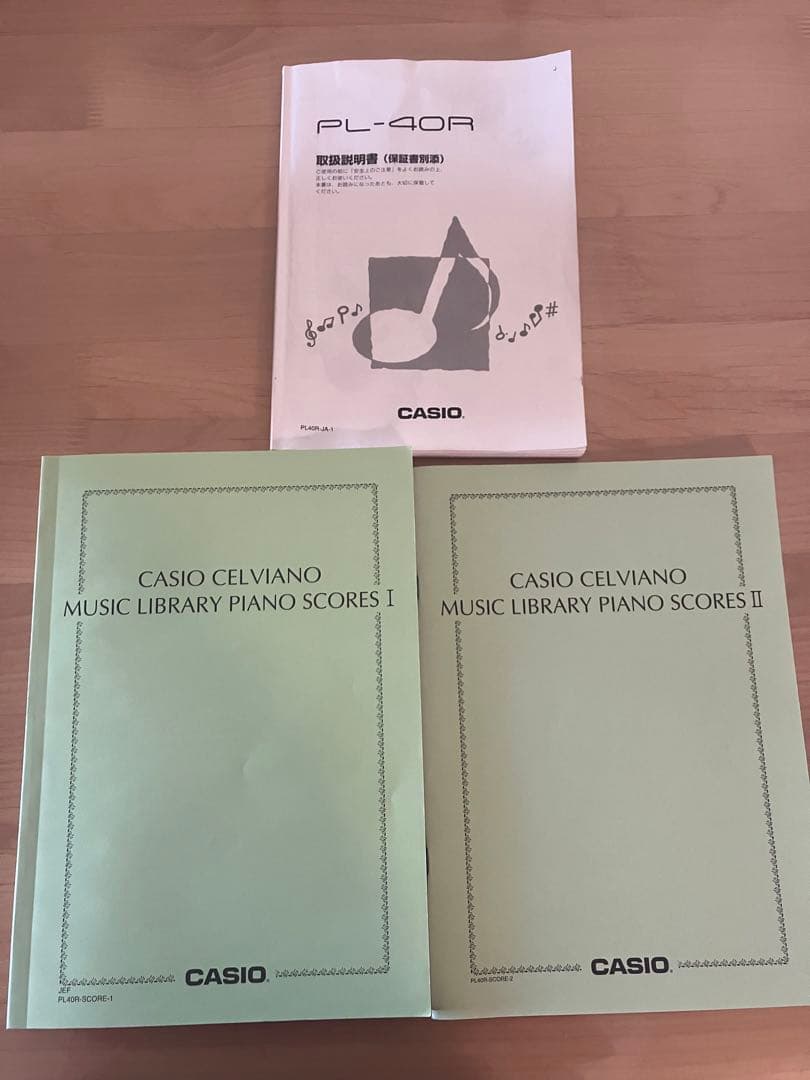 PL-40R
取扱説明書（保証書別添）
ご使用の前に「安全上のご注意」をよくお読みの上、
正しくお使いください。
本書は、お読みになったあとも、大切に保管して
ください。
CASIO®
PL40R-JA-1
CASIO CELVIANO
MUSIC LIBRARY PIANO SCORES Ⅰ
CASIO®
JEF
PL40R-SCORE-1
CASIO CELVIANO
MUSIC LIBRARY PIANO SCORES Ⅱ
CASIO®
PL40R-SCORE-2